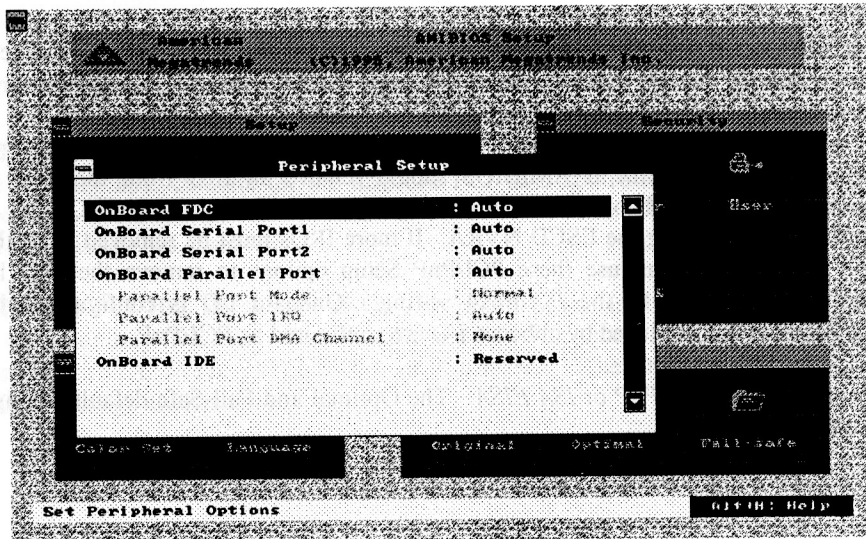 American AMIBIOS Setup
Megatrends (C)1995, American Megatrends Inc.
Setup Security
Peripheral Setup
User
OnBoard FDC : Auto
OnBoard Serial Port1 : Auto
OnBoard Serial Port2 : Auto
OnBoard Parallel Port : Auto
Parallel Port Mode : Normal
Parallel Port IRQ : Auto
Parallel Port DMA Channel : None
OnBoard IDE : Reserved
Color Set Language Original Optimal Fail-safe
Set Peripheral Options Alt+H: Help